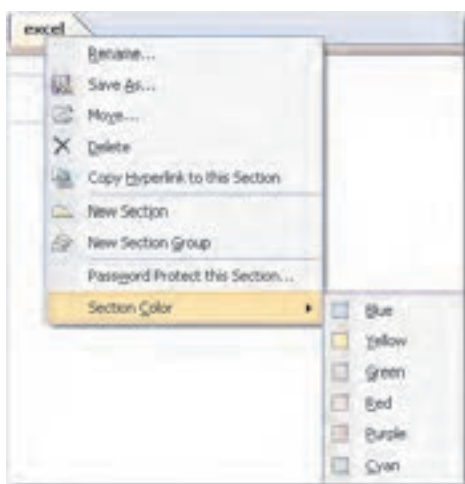 excel
Rename...
Save As...
Move...
Delete
Copy Hyperlink to this Section
New Section
New Section Group
Password Protect this Section...
Section Color
Blue
Yellow
Green
Red
Purple
Cyan